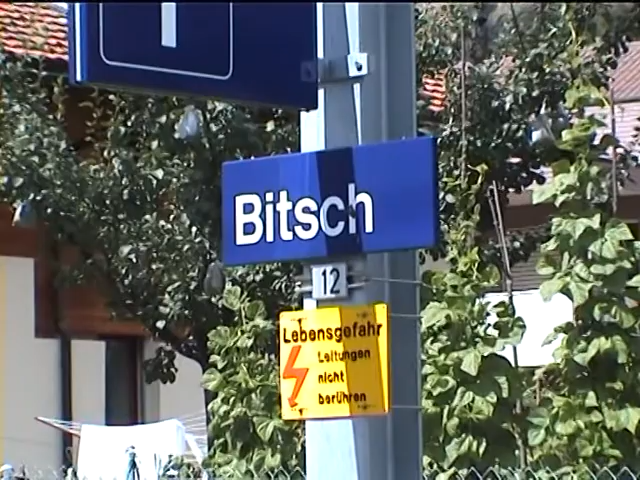 Bitsch
12
Lebensgefahr
Leitungen
nicht
berühren